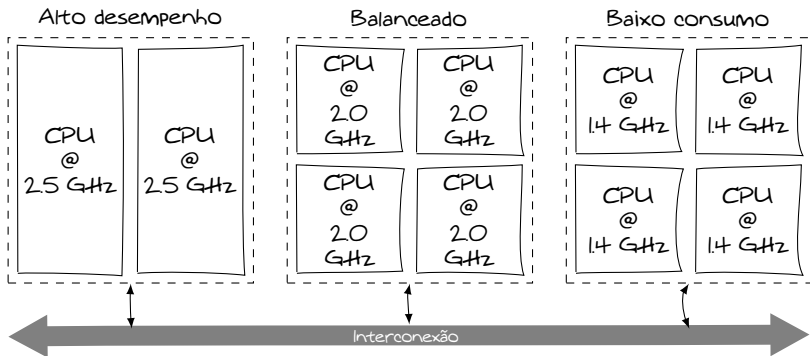 Alto desempenho
Balanceado
Baixo consumo
CPU
@
2.5 GHz
CPU
@
2.5 GHz
CPU
@
2.0
GHz
CPU
@
2.0
GHz
CPU
@
2.0
GHz
CPU
@
2.0
GHz
CPU
@
1.4 GHz
CPU
@
1.4 GHz
CPU
@
1.4 GHz
CPU
@
1.4 GHz
Interconexão